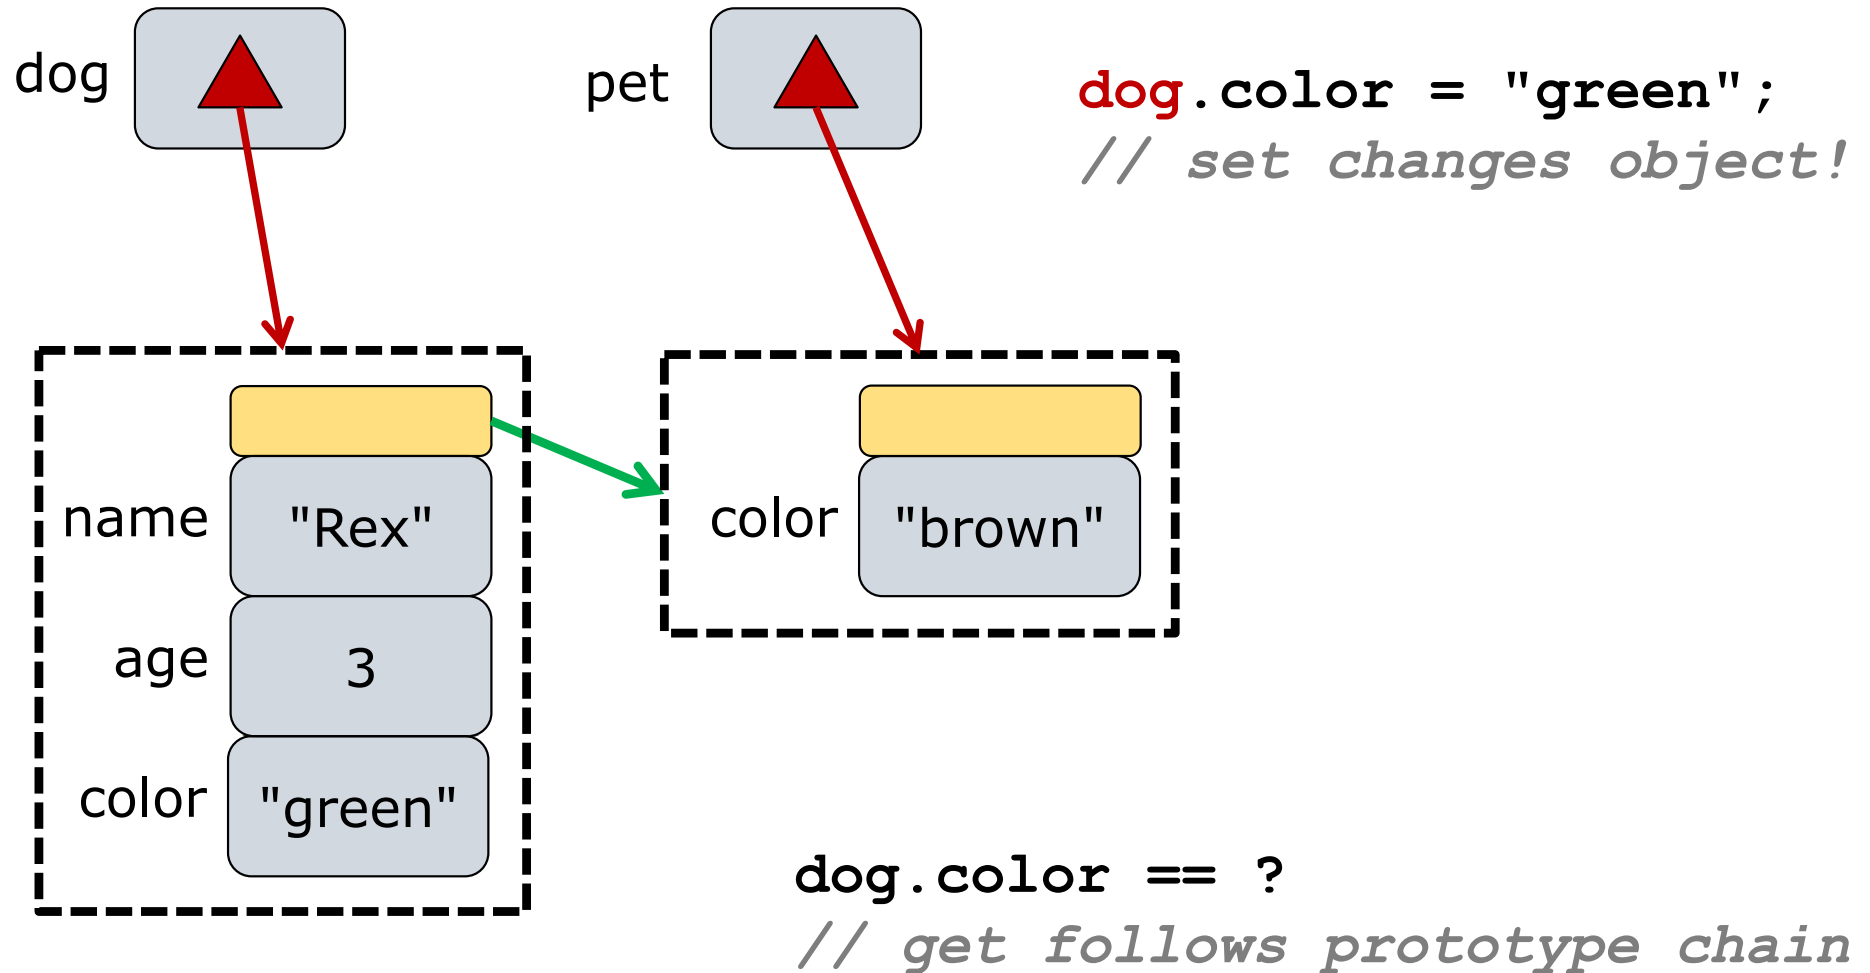 dog
pet
dog.color = "green";
// set changes object!
name "Rex"
color "brown"
age 3
color "green"
dog.color == ?
// get follows prototype chain